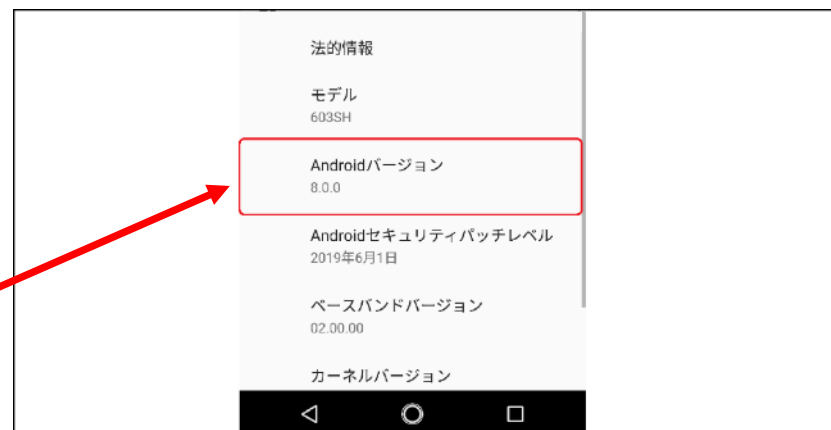 法的情報
モデル
603SH
Androidバージョン
8.0.0
Androidセキュリティパッチレベル
2019年6月1日
ベースバンドバージョン
02.00.00
カーネルバージョン